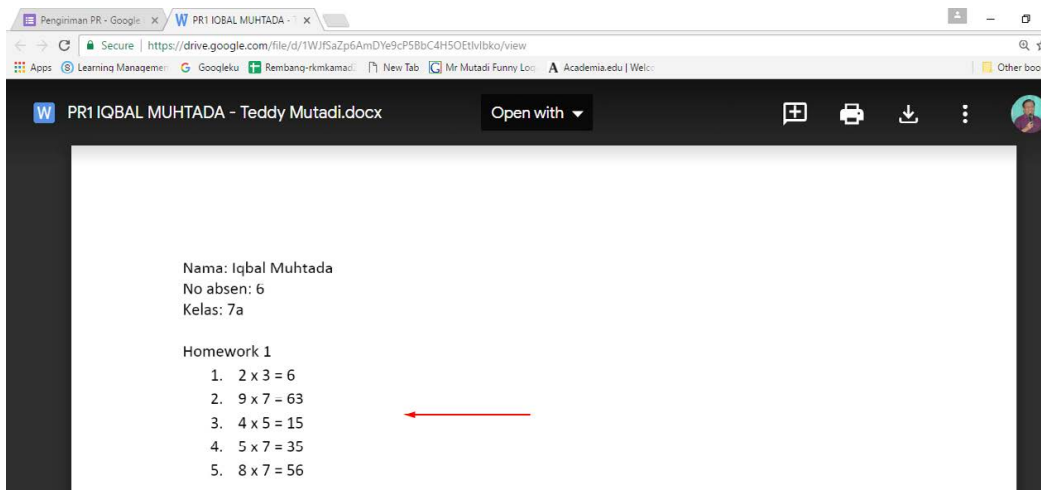 Pengiriman PR - Google
PR1 IQBAL MUHTADA -
Secure | https://drive.google.com/file/d/1WJfSaZp6AmDYe9cP5BbC4H5OEtlvIbko/view
Apps Learning Managemen Googleku Rembang-rkmkamad New Tab Mr Mutadi Funny Log Academia.edu | Welc Other boo
W PR1 IQBAL MUHTADA - Teddy Mutadi.docx Open with
Nama: Iqbal Muhtada
No absen: 6
Kelas: 7a
Homework 1
1. 2 x 3 = 6
2. 9 x 7 = 63
3. 4 x 5 = 15
4. 5 x 7 = 35
5. 8 x 7 = 56